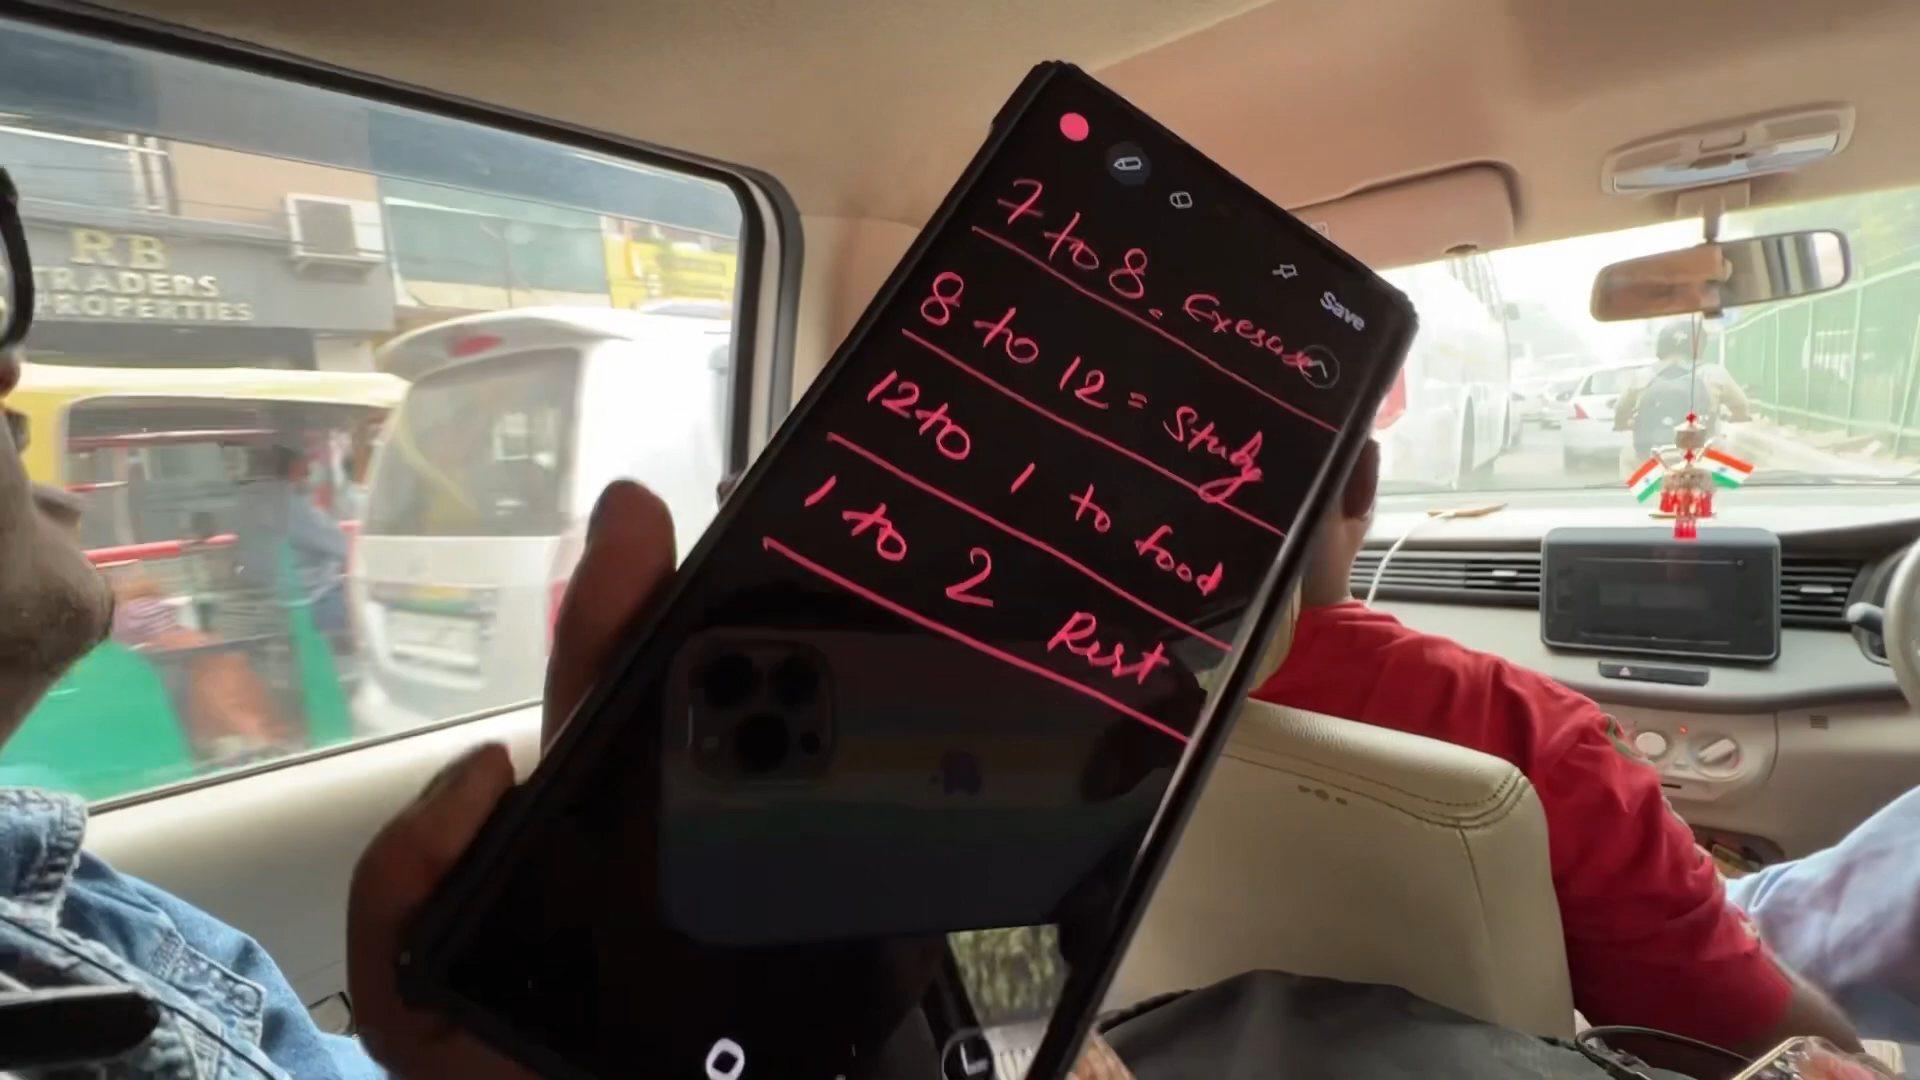 RB
TRADERS
PROPERTIES
Save
7 to 8.
8 to 12 = Study
12 to 1 to food
1 to 2 Rest